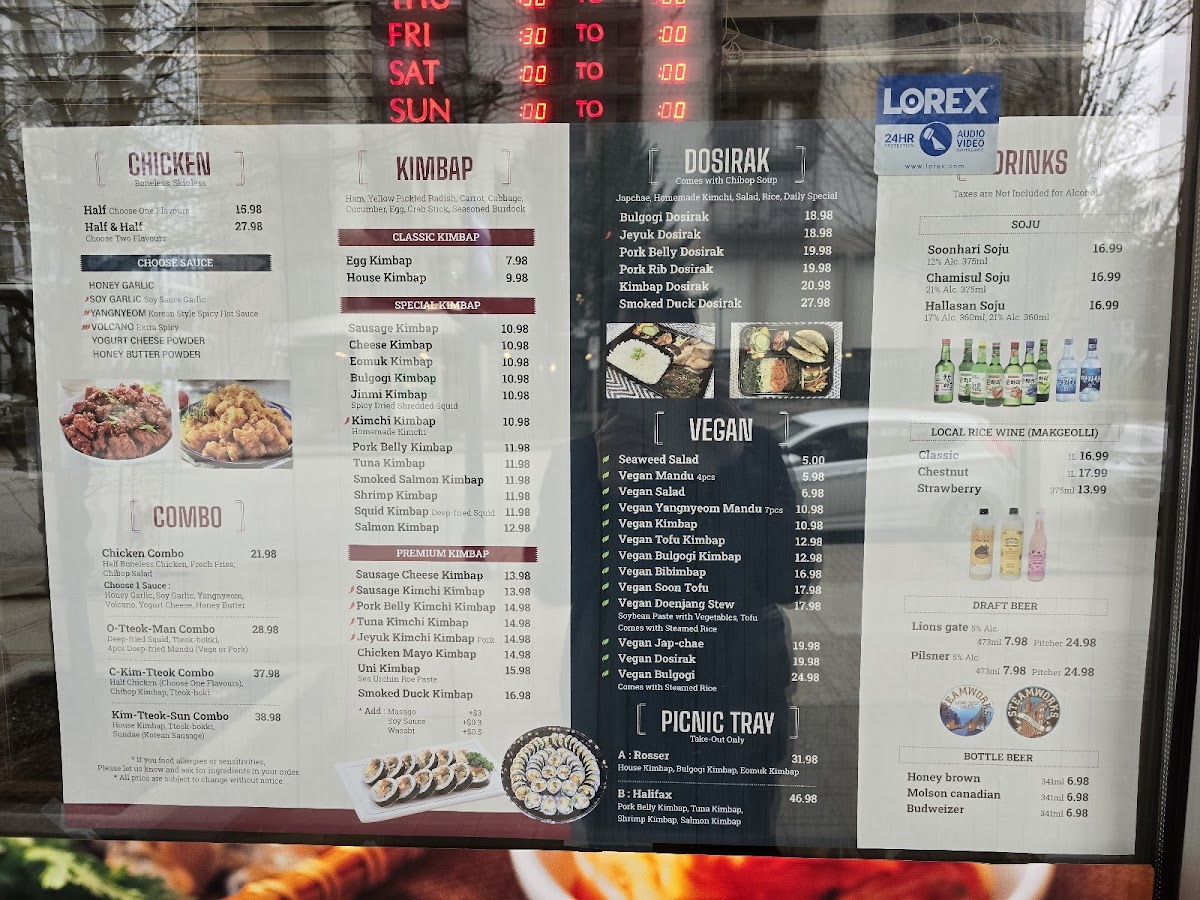 THU :00 TO :00
FRI :30 TO :00
SAT :00 TO :00
SUN :00 TO :00
LOREX
24HR PROTECTION
AUDIO VIDEO SURVEILLANCE
www.lorex.com
CHICKEN
Boneless, Skinless
Half Choose One Flavours 15.98
Half & Half 27.98
Choose Two Flavours
CHOOSE SAUCE
HONEY GARLIC
SOY GARLIC Soy Sauce Garlic
YANGNYEOM Korean Style Spicy Hot Sauce
VOLCANO Extra Spicy
YOGURT CHEESE POWDER
HONEY BUTTER POWDER
COMBO
Chicken Combo 21.98
Half Boneless Chicken, Frech Fries,
Chibop Salad
Choose 1 Sauce :
Honey Garlic, Soy Garlic, Yangnyeom,
Volcano, Yogurt Cheese, Honey Butter
O-Tteok-Man Combo 28.98
Deep-fried Squid, Tteok-bokki,
4pcs Deep-fried Mandu (Vege or Pork)
C-Kim-Tteok Combo 37.98
Half Chicken (Choose One Flavours),
Chibop Kimbap, Tteok-boki
Kim-Tteok-Sun Combo 38.98
House Kimbap, Tteok-bokki,
Sundae (Korean Sausage)
* If you food allergies or sensitivities,
Please let us know and ask for ingredients in your order.
* All price are subject to change without notice
KIMBAP
Ham, Yellow Pickled Radish, Carrot, Cabbage,
Cucumber, Egg, Crab Stick, Seasoned Burdock
CLASSIC KIMBAP
Egg Kimbap 7.98
House Kimbap 9.98
SPECIAL KIMBAP
Sausage Kimbap 10.98
Cheese Kimbap 10.98
Eomuk Kimbap 10.98
Bulgogi Kimbap 10.98
Jinmi Kimbap 10.98
Spicy Dried Shredded Squid
Kimchi Kimbap 10.98
Homemade Kimchi
Pork Belly Kimbap 11.98
Tuna Kimbap 11.98
Smoked Salmon Kimbap 11.98
Shrimp Kimbap 11.98
Squid Kimbap Deep-fried Squid 11.98
Salmon Kimbap 12.98
PREMIUM KIMBAP
Sausage Cheese Kimbap 13.98
Sausage Kimchi Kimbap 13.98
Pork Belly Kimchi Kimbap 14.98
Tuna Kimchi Kimbap 14.98
Jeyuk Kimchi Kimbap Pork 14.98
Chicken Mayo Kimbap 14.98
Uni Kimbap 15.98
Sea Urchin Roe Paste
Smoked Duck Kimbap 16.98
* Add : Masago +$3
Soy Sauce +$0.3
Wasabi +$0.5
DOSIRAK
Comes with Chibop Soup
Japchae, Homemade Kimchi, Salad, Rice, Daily Special
Bulgogi Dosirak 18.98
Jeyuk Dosirak 18.98
Pork Belly Dosirak 19.98
Pork Rib Dosirak 19.98
Kimbap Dosirak 20.98
Smoked Duck Dosirak 27.98
VEGAN
Seaweed Salad 5.00
Vegan Mandu 4pcs 5.98
Vegan Salad 6.98
Vegan Yangnyeom Mandu 7pcs 10.98
Vegan Kimbap 10.98
Vegan Tofu Kimbap 12.98
Vegan Bulgogi Kimbap 12.98
Vegan Bibimbap 16.98
Vegan Soon Tofu 17.98
Vegan Doenjang Stew 17.98
Soybean Paste with Vegetables, Tofu
Comes with Steamed Rice
Vegan Jap-chae 19.98
Vegan Dosirak 19.98
Vegan Bulgogi 24.98
Comes with Steamed Rice
PICNIC TRAY
Take-Out Only
A : Rosser 31.98
House Kimbap, Bulgogi Kimbap, Eomuk Kimbap
B : Halifax 46.98
Pork Belly Kimbap, Tuna Kimbap,
Shrimp Kimbap, Salmon Kimbap
DRINKS
Taxes are Not Included for Alcohol
SOJU
Soonhari Soju 16.99
12% Alc. 375ml
Chamisul Soju 16.99
21% Alc. 375ml
Hallasan Soju 16.99
17% Alc. 360ml, 21% Alc. 360ml
LOCAL RICE WINE (MAKGEOLLI)
Classic 1L 16.99
Chestnut 1L 17.99
Strawberry 375ml 13.99
DRAFT BEER
Lions gate 5% Alc.
473ml 7.98 Pitcher 24.98
Pilsner 5% Alc.
473ml 7.98 Pitcher 24.98
STEAMWORKS
STEAMWORKS
BOTTLE BEER
Honey brown 341ml 6.98
Molson canadian 341ml 6.98
Budweizer 341ml 6.98